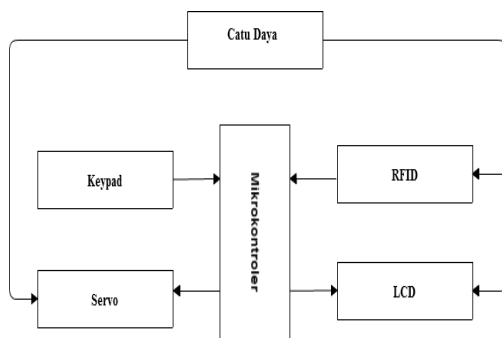 Catu Daya
Keypad
Mikrokontroler
RFID
Servo
LCD